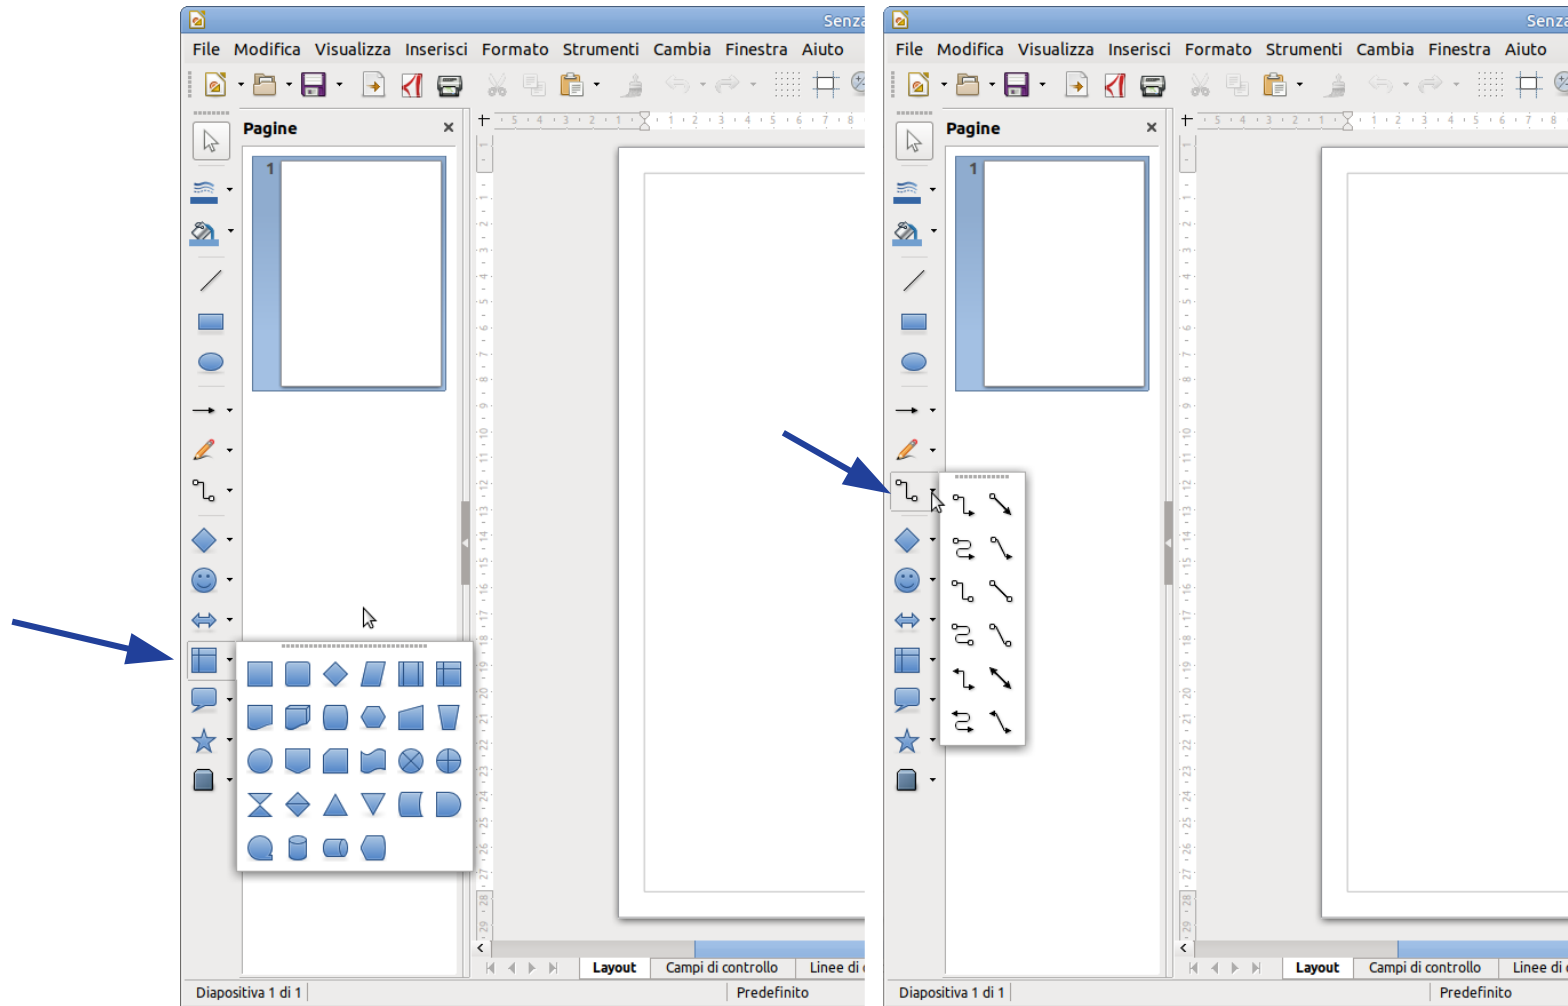 Senza
File Modifica Visualizza Inserisci Formato Strumenti Cambia Finestra Aiuto
Pagine
1
Layout Campi di controllo Linee di
Diapositiva 1 di 1 Predefinito
Senza
File Modifica Visualizza Inserisci Formato Strumenti Cambia Finestra Aiuto
Pagine
1
Layout Campi di controllo Linee di
Diapositiva 1 di 1 Predefinito